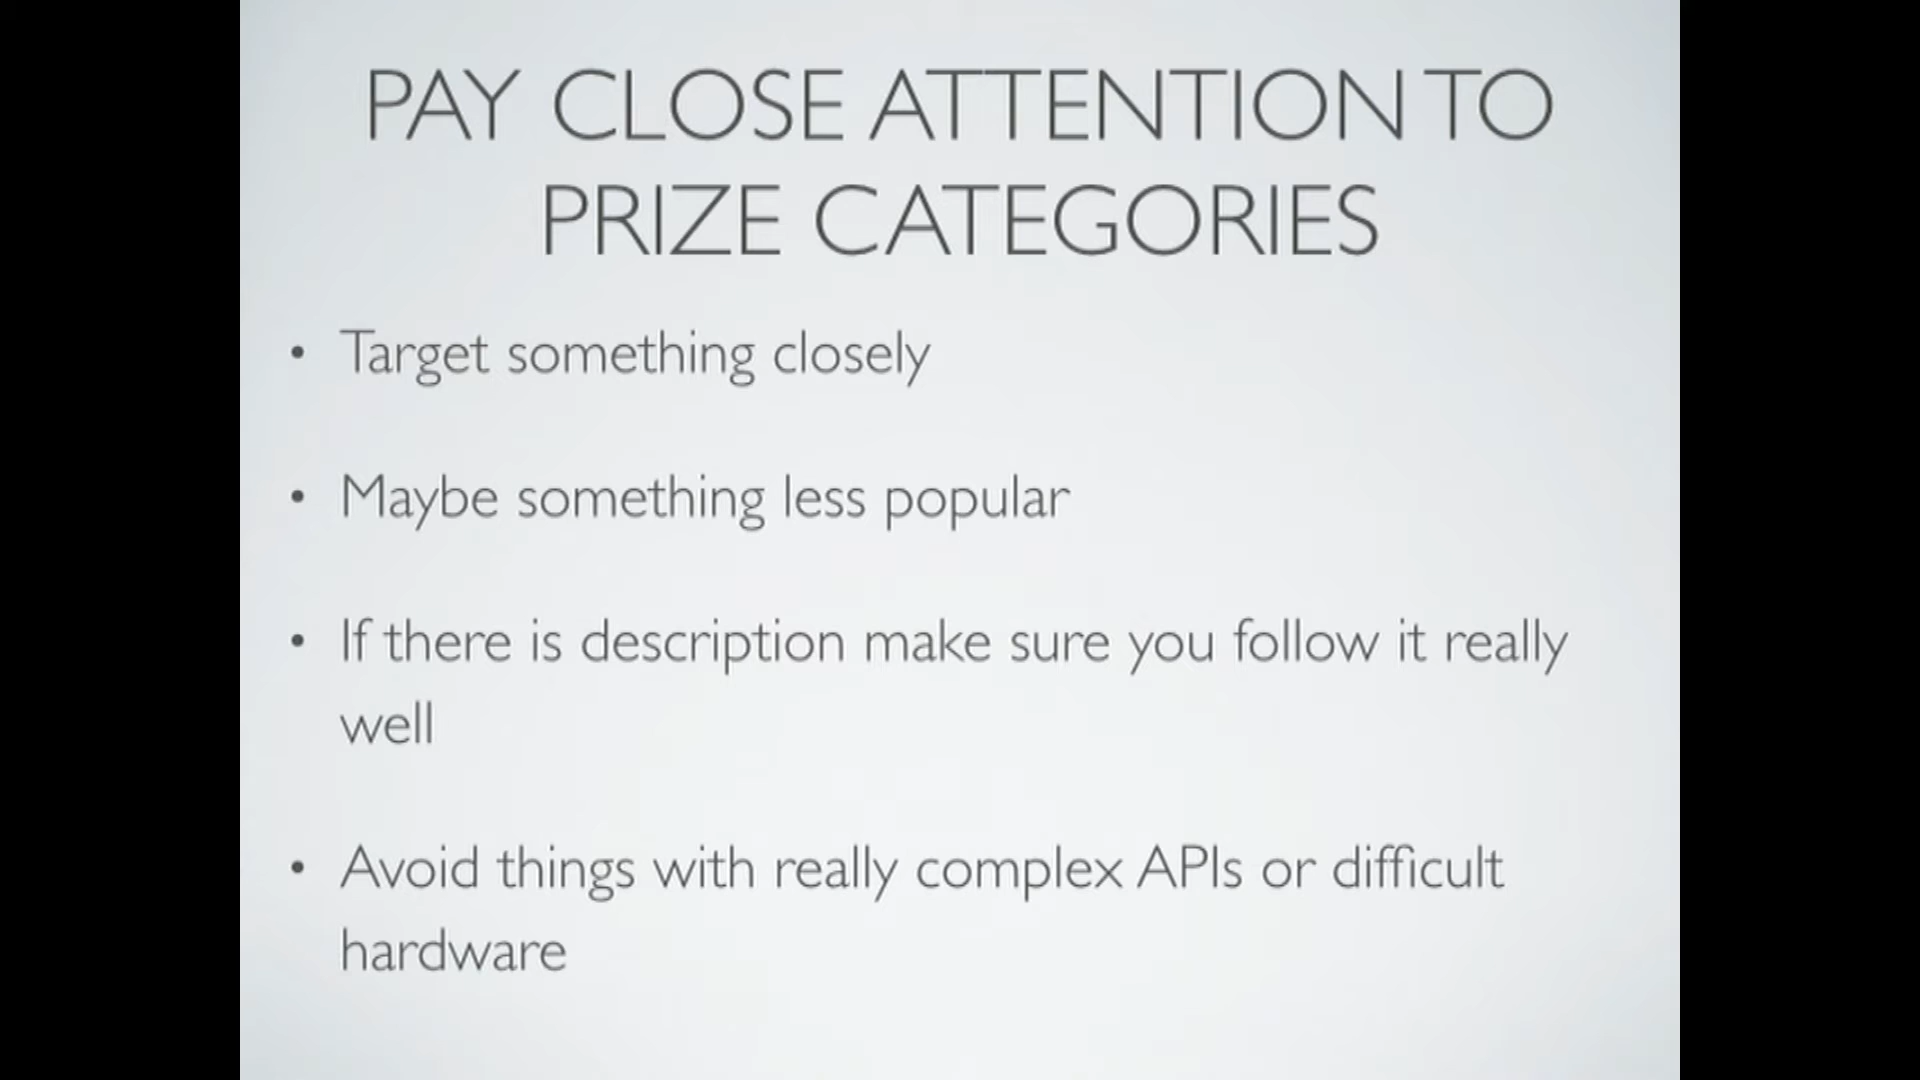 PAY CLOSE ATTENTION TO
PRIZE CATEGORIES
• Target something closely
• Maybe something less popular
• If there is description make sure you follow it really
well
• Avoid things with really complex APIs or difficult
hardware